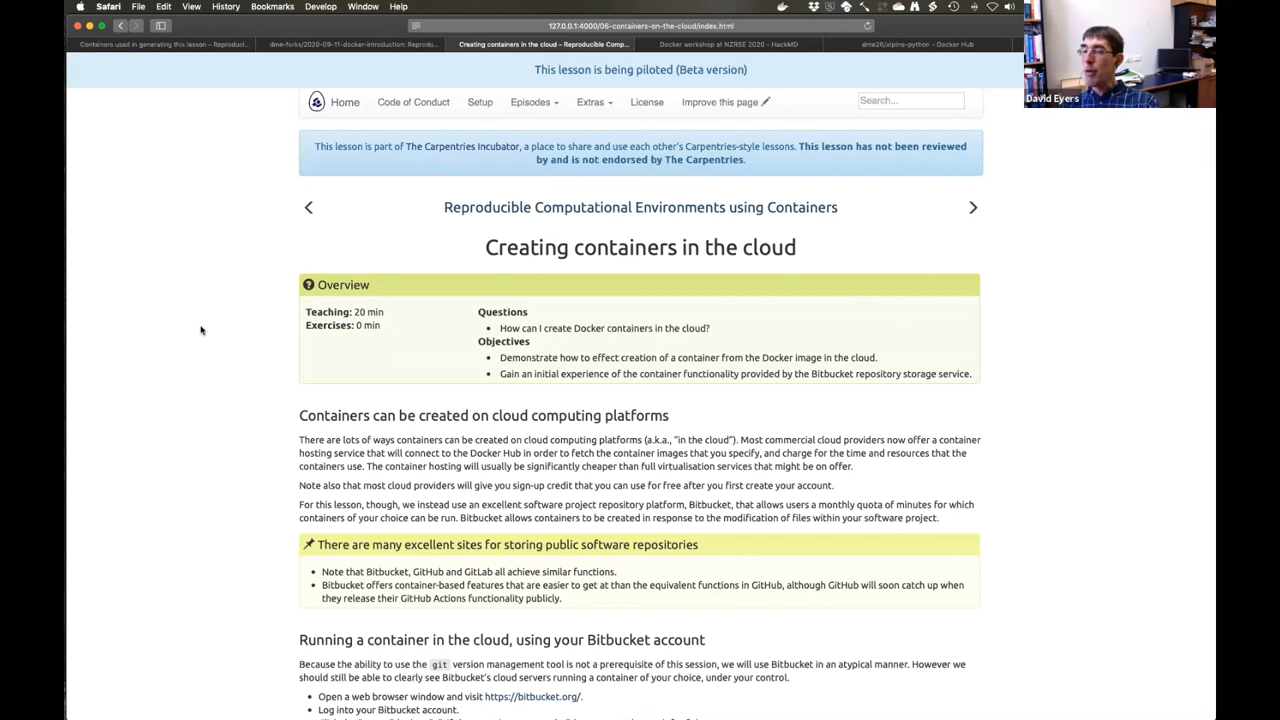 Safari File Edit View History Bookmarks Develop Window Help
127.0.0.1:4000/06-containers-on-the-cloud/index.html
Containers used in generating this lesson – Reproduci...
dme-forks/2020-09-11-docker-introduction: Reprodu...
Creating containers in the cloud – Reproducible Comp...
Docker workshop at NZRSE 2020 - HackMD
dme26/alpine-python - Docker Hub
This lesson is being piloted (Beta version)
David Eyers
Home Code of Conduct Setup Episodes Extras License Improve this page Search...
This lesson is part of The Carpentries Incubator, a place to share and use each other's Carpentries-style lessons. This lesson has not been reviewed
by and is not endorsed by The Carpentries.
Reproducible Computational Environments using Containers
Creating containers in the cloud
Overview
Teaching: 20 min
Exercises: 0 min
Questions
How can I create Docker containers in the cloud?
Objectives
Demonstrate how to effect creation of a container from the Docker image in the cloud.
Gain an initial experience of the container functionality provided by the Bitbucket repository storage service.
Containers can be created on cloud computing platforms
There are lots of ways containers can be created on cloud computing platforms (a.k.a., "in the cloud"). Most commercial cloud providers now offer a container
hosting service that will connect to the Docker Hub in order to fetch the container images that you specify, and charge for the time and resources that the
containers use. The container hosting will usually be significantly cheaper than full virtualisation services that might be on offer.
Note also that most cloud providers will give you sign-up credit that you can use for free after you first create your account.
For this lesson, though, we instead use an excellent software project repository platform, Bitbucket, that allows users a monthly quota of minutes for which
containers of your choice can be run. Bitbucket allows containers to be created in response to the modification of files within your software project.
There are many excellent sites for storing public software repositories
Note that Bitbucket, GitHub and GitLab all achieve similar functions.
Bitbucket offers container-based features that are easier to get at than the equivalent functions in GitHub, although GitHub will soon catch up when
they release their GitHub Actions functionality publicly.
Running a container in the cloud, using your Bitbucket account
Because the ability to use the git version management tool is not a prerequisite of this session, we will use Bitbucket in an atypical manner. However we
should still be able to clearly see Bitbucket's cloud servers running a container of your choice, under your control.
Open a web browser window and visit https://bitbucket.org/.
Log into your Bitbucket account.